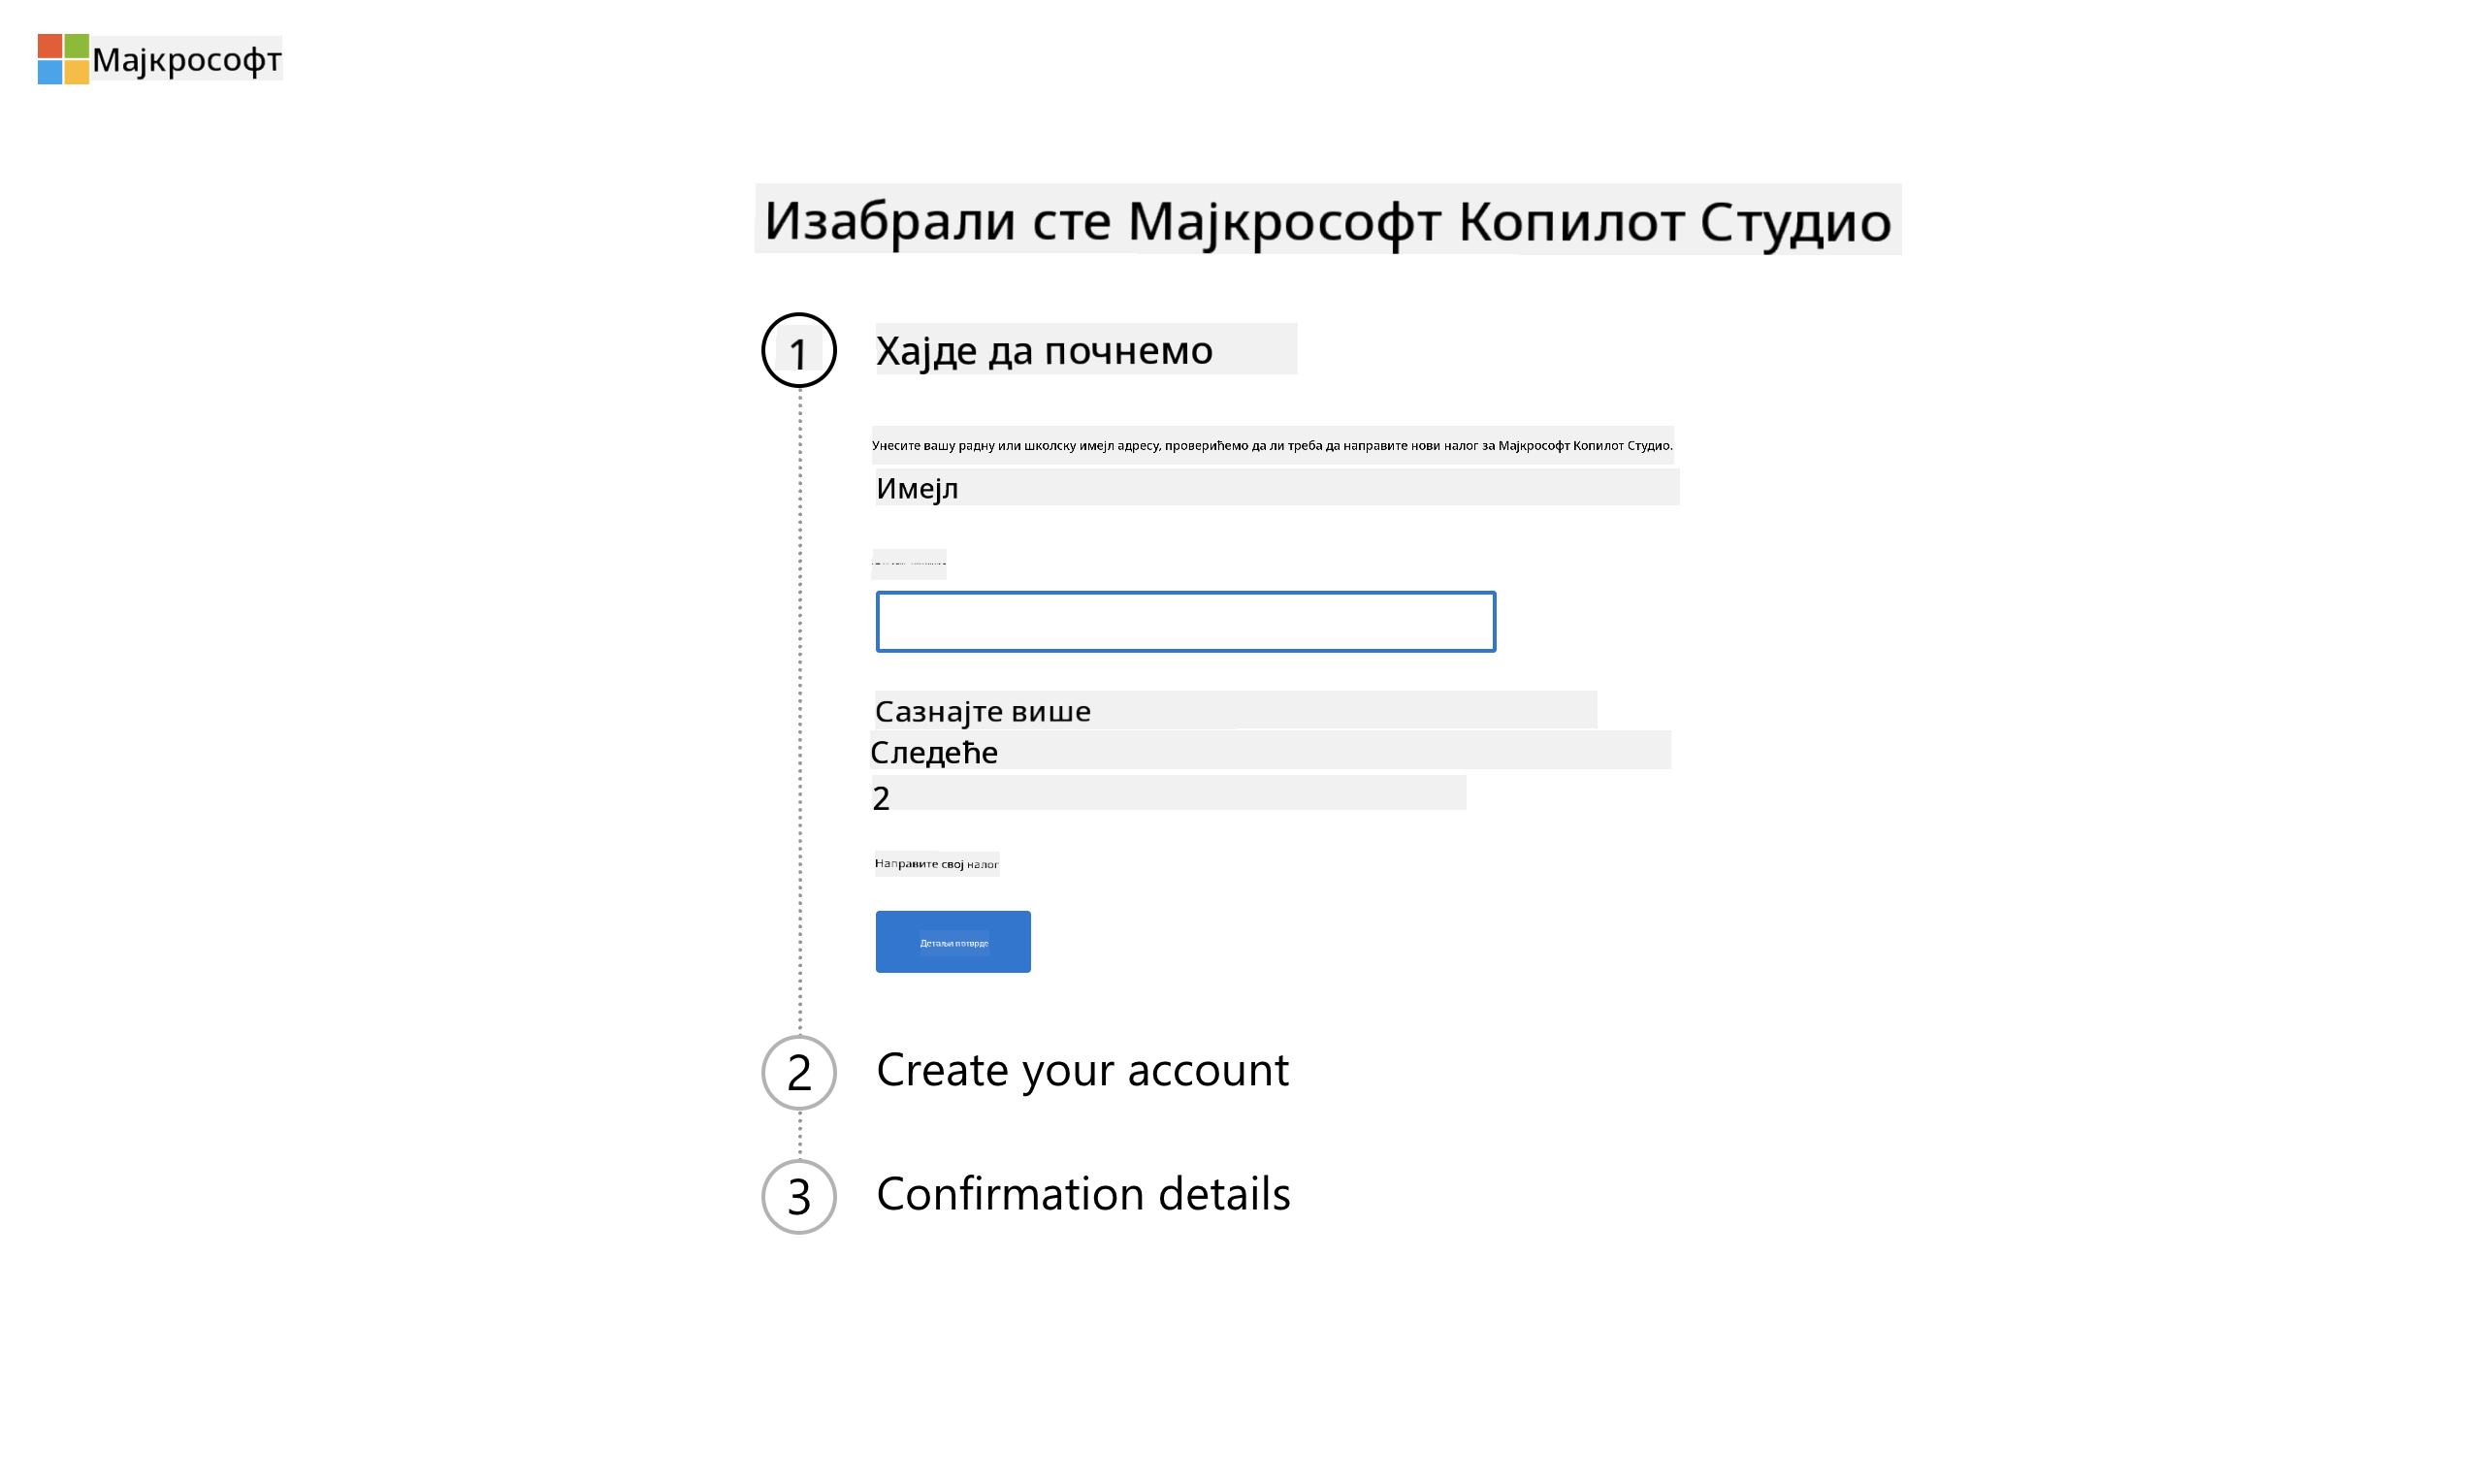 Мајкрософт
Изабрали сте Мајкрософт Копилот Студио
1
Хајде да почнемо
Унесите вашу радну или школску имејл адресу, проверићемо да ли треба да направите нови налог за Мајкрософт Копилот Студио.
Имејл
Сазнајте више
Следеће
2
Направите свој налог
Детаљи потврде
2
Create your account
3
Confirmation details